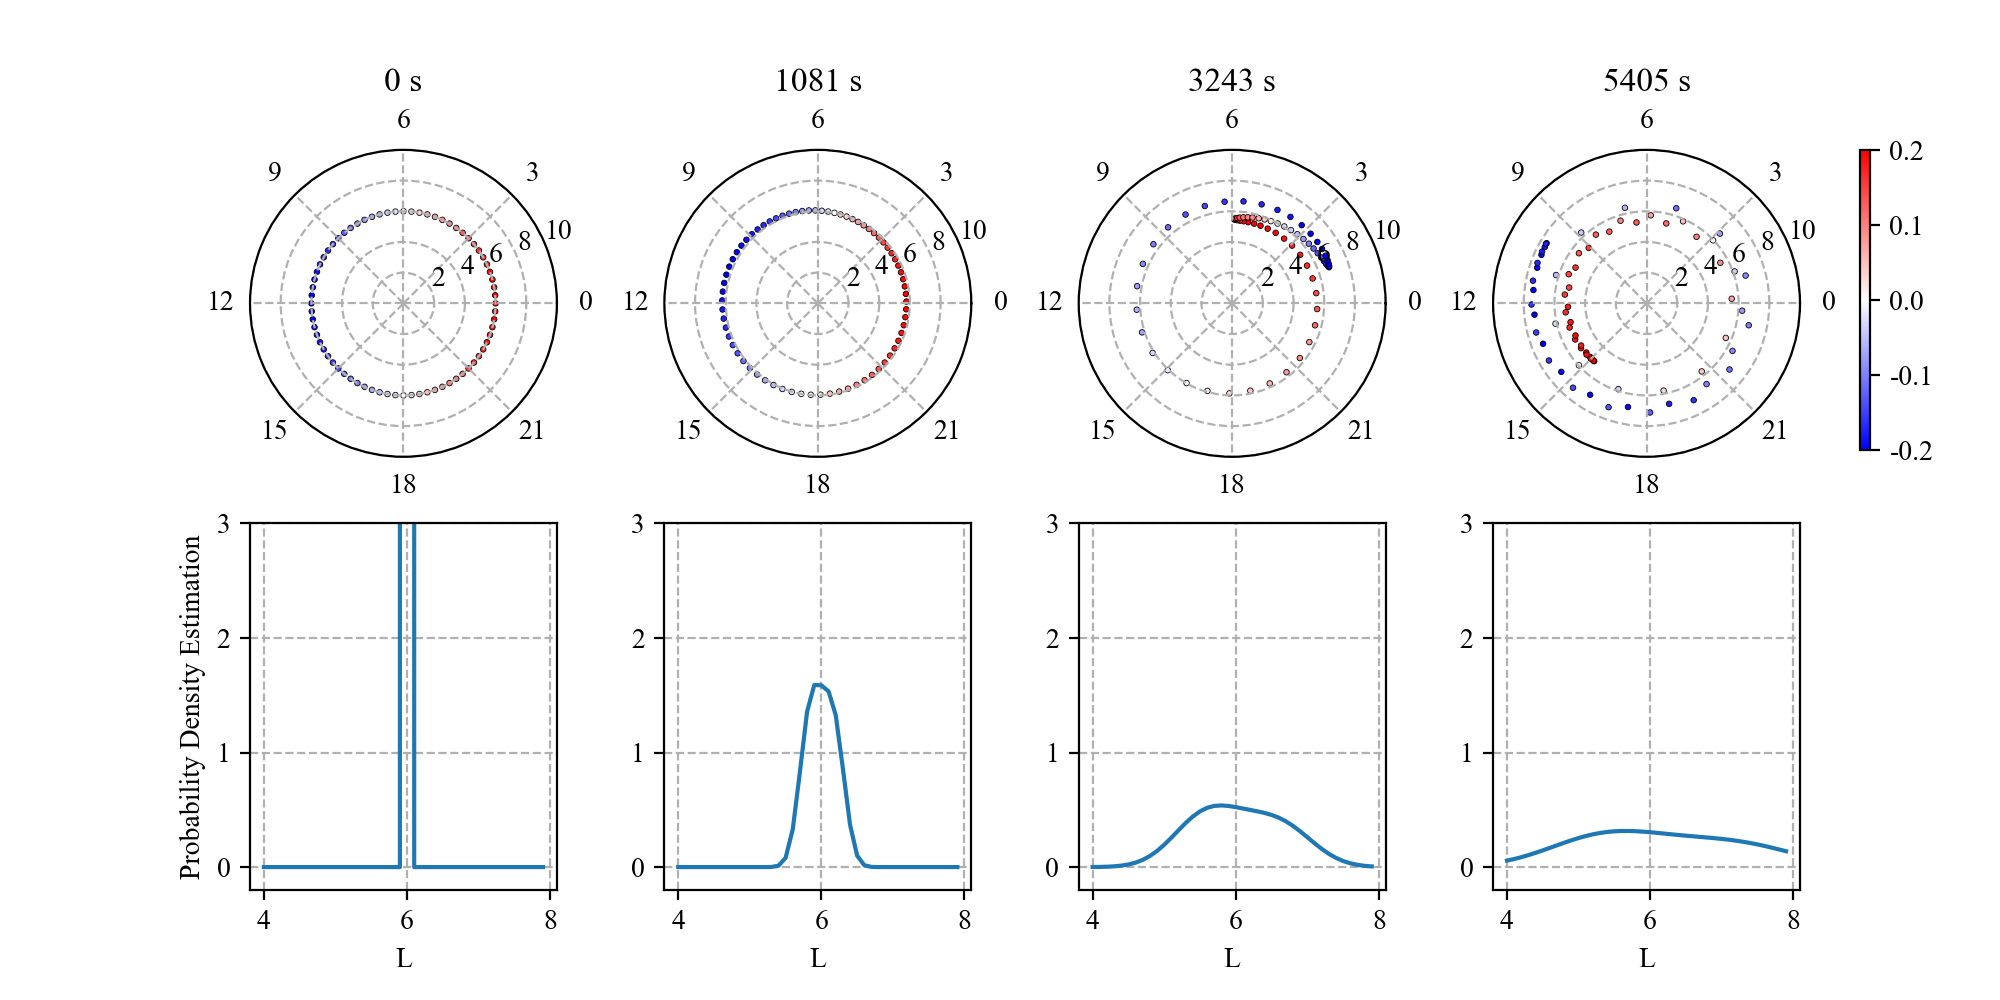 0 s 1081 s 3243 s 5405 s
6 6 6 6
9 3 9 3 9 3 9 3
10 10 10 10
8 8 8 8
6 6 6
4 4 4 4
2 2 2 2
6
12 0 12 0 12 0 12 0
15 21 15 21 15 21 15 21
18 18 18 18
0.2
0.1
0.0
-0.1
-0.2
Probability Density Estimation
3 3 3 3
2 2 2 2
1 1 1 1
0 0 0 0
4 6 8 4 6 8 4 6 8 4 6 8
L L L L